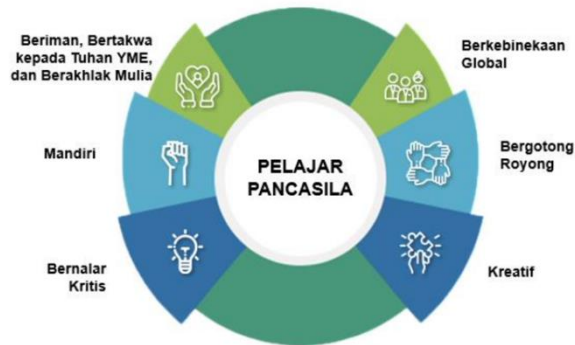 Beriman, Bertakwa
kepada Tuhan YME,
dan Berakhlak Mulia
Berkebinekaan
Global
Mandiri
PELAJAR
PANCASILA
Bergotong
Royong
Bernalar
Kritis
Kreatif